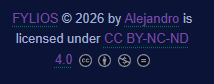 FYLIOS © 2026 by Alejandro is
licensed under CC BY-NC-ND
4.0